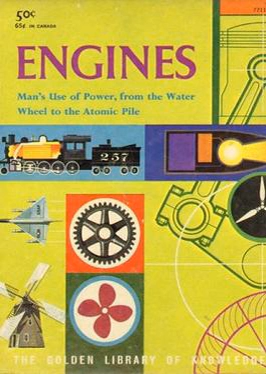 50¢
65¢ IN CANADA
ENGINES
Man's Use of Power, from the Water
Wheel to the Atomic Pile
257
THE GOLDEN LIBRARY OF KNOWLEDGE